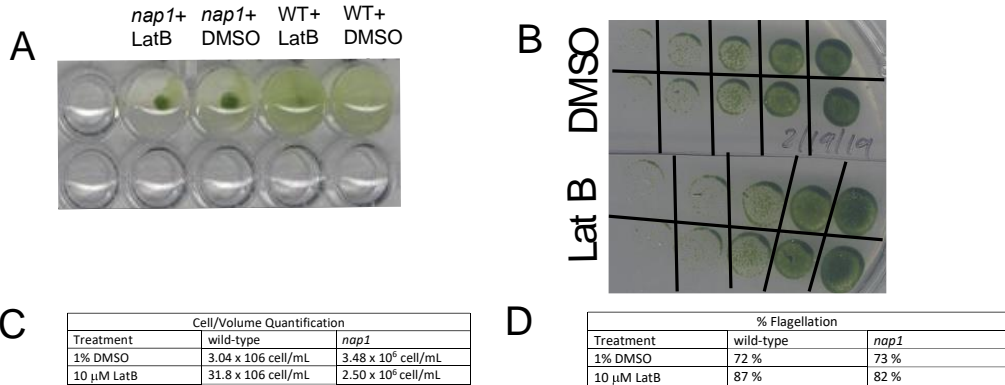 nap1+ nap1+ WT+ WT+
LatB DMSO LatB DMSO
A
B
DMSO
2/19/19
Lat B
C
Cell/Volume Quantification
Treatment wild-type nap1
1% DMSO 3.04 x 106 cell/mL 3.48 x 10⁶ cell/mL
10 μM LatB 31.8 x 106 cell/mL 2.50 x 10⁶ cell/mL
D
% Flagellation
Treatment wild-type nap1
1% DMSO 72 % 73 %
10 μM LatB 87 % 82 %